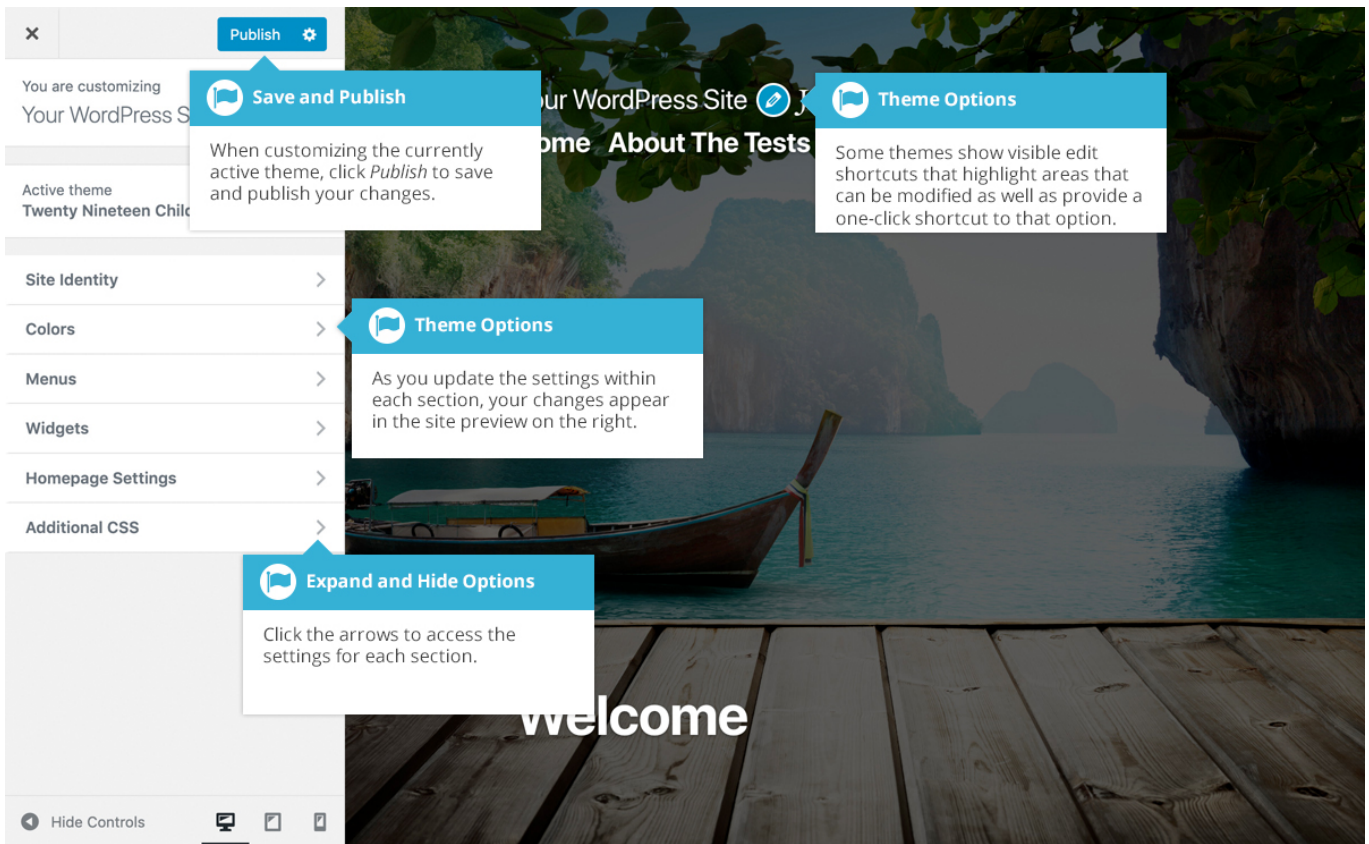 Publish
You are customizing
Your WordPress S
Save and Publish
When customizing the currently
active theme, click Publish to save
and publish your changes.
ur WordPress Site
ome About The Tests
Theme Options
Some themes show visible edit
shortcuts that highlight areas that
can be modified as well as provide a
one-click shortcut to that option.
Active theme
Twenty Nineteen Chil
Site Identity
Colors
Menus
Widgets
Homepage Settings
Additional CSS
Theme Options
As you update the settings within
each section, your changes appear
in the site preview on the right.
Expand and Hide Options
Click the arrows to access the
settings for each section.
Welcome
Hide Controls